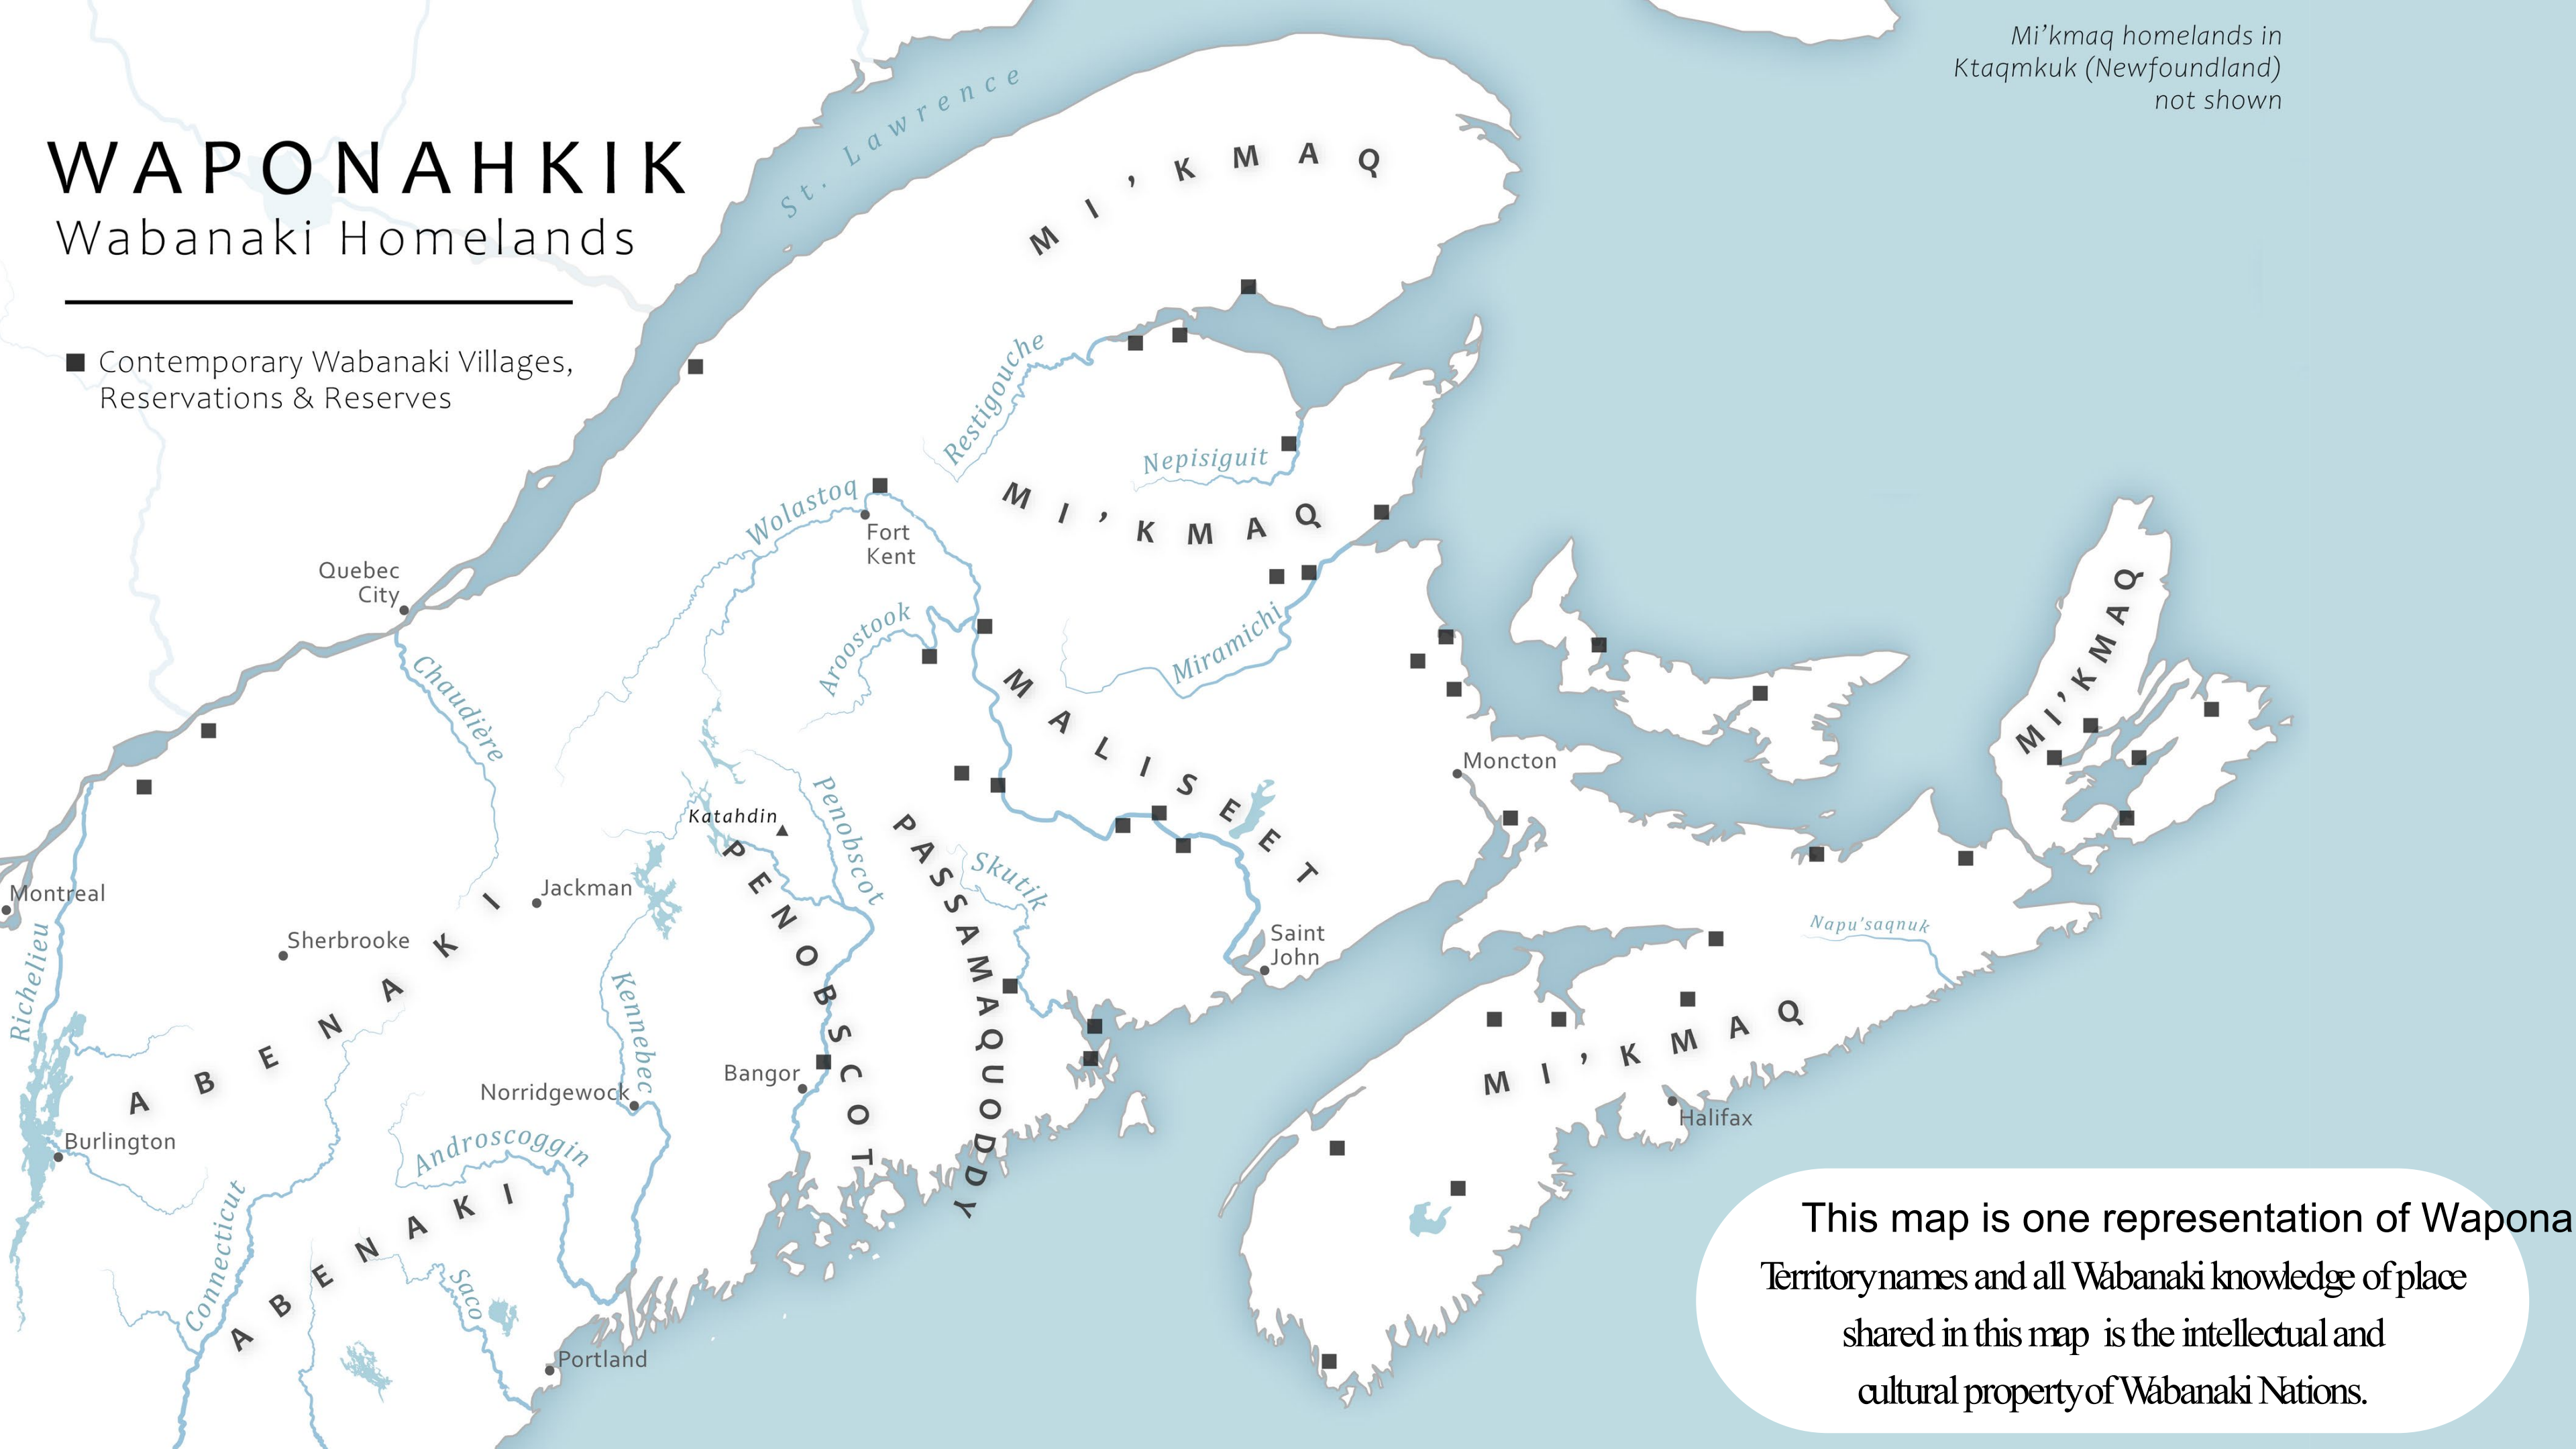 Mi’kmaq homelands in
Ktaqmkuk (Newfoundland)
not shown
WAPONAHKIK
Wabanaki Homelands
Contemporary Wabanaki Villages,
Reservations & Reserves
St. Lawrence
MI’KMAQ
Restigouche
Nepisiguit
MI’KMAQ
Wolastoq
Fort
Kent
Quebec
City
Aroostook
Miramichi
MI’KMAQ
Chaudière
MALISEET
Moncton
Katahdin
Penobscot
PENOBSCOT
PASSAMAQUODDY
Skutik
Jackman
Montreal
Sherbrooke
Richelieu
ABENAKI
Kennebec
Saint
John
Napu’saqnuk
MI’KMAQ
Halifax
Bangor
Norridgewock
Burlington
Androscoggin
Connecticut
ABENAKI
Saco
Portland
This map is one representation of Wapona
Territory names and all Wabanaki knowledge of place
shared in this map is the intellectual and
cultural property of Wabanaki Nations.